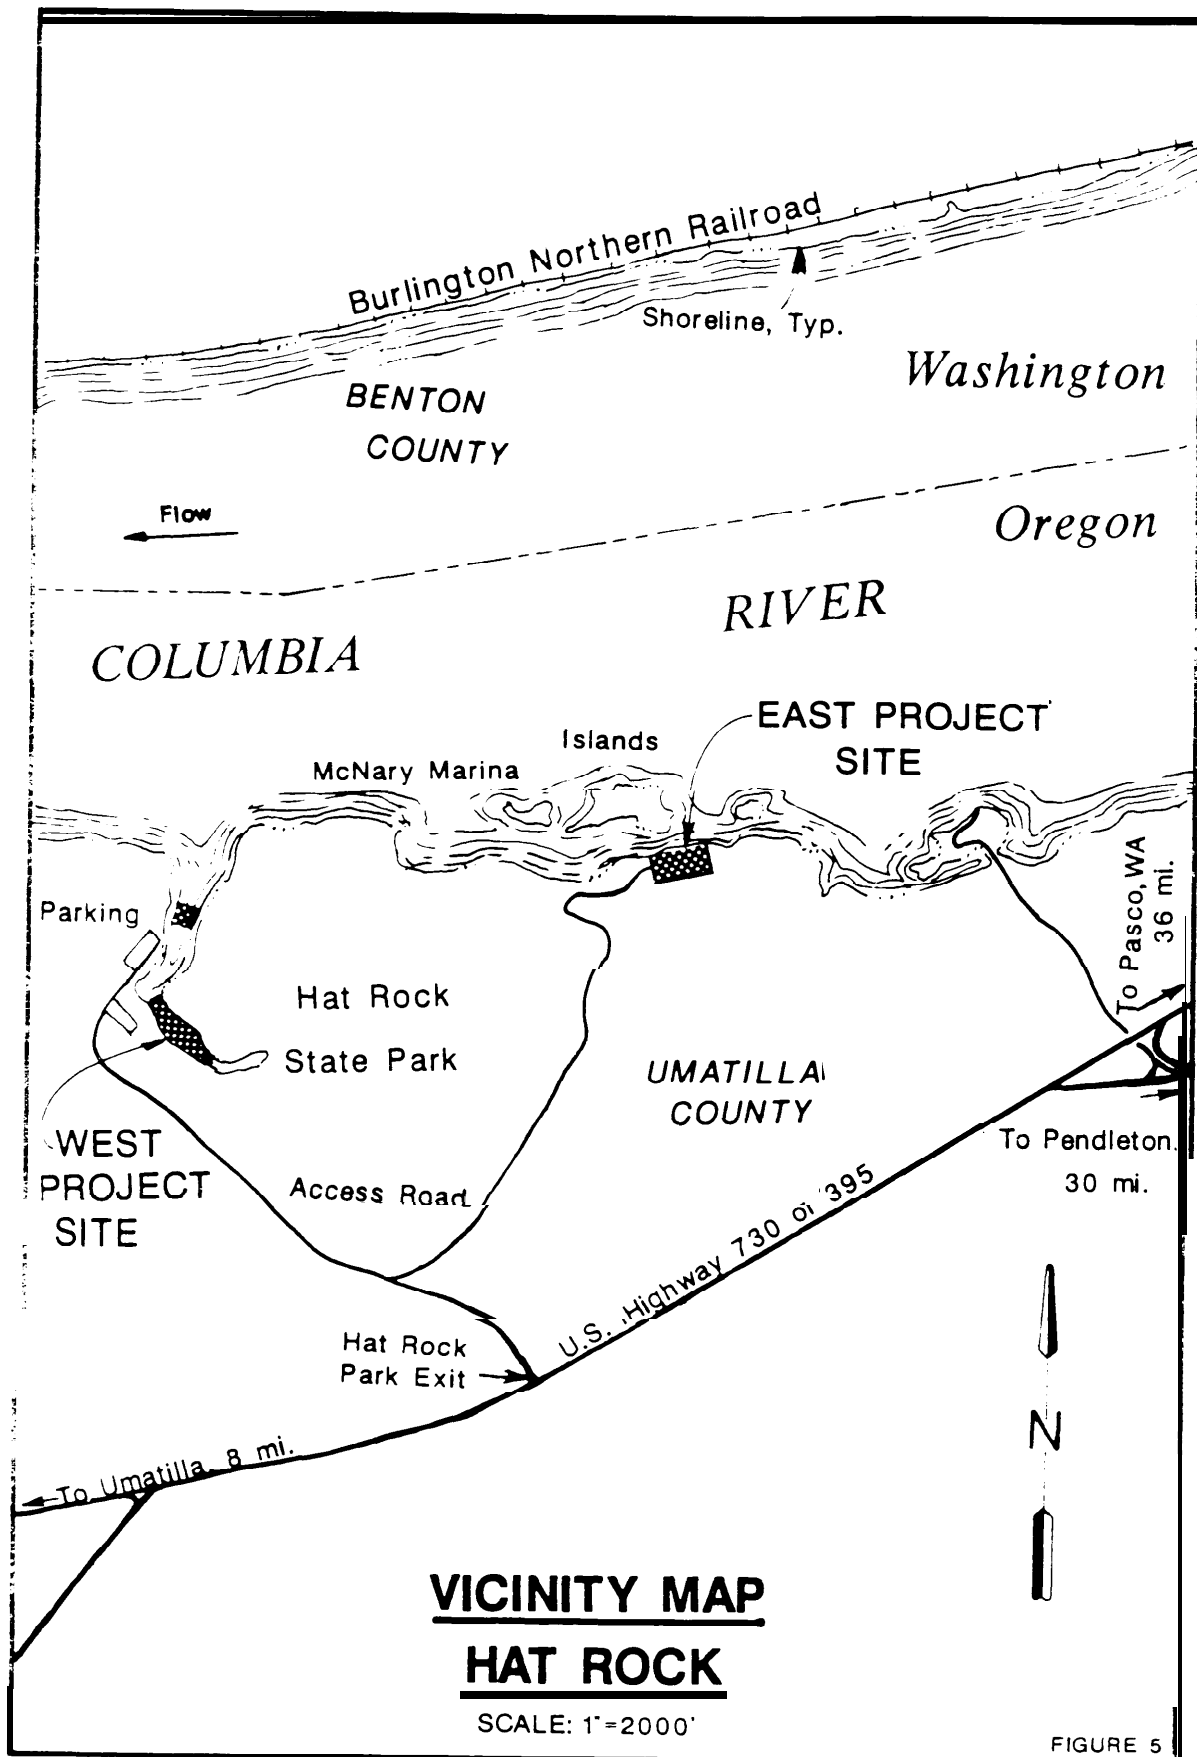 Burlington Northern Railroad
Shoreline, Typ.
Washington
BENTON
COUNTY
Flow
Oregon
RIVER
COLUMBIA
EAST PROJECT
SITE
Islands
McNary Marina
Parking
To Pasco, WA
36 mi.
Hat Rock
State Park
UMATILLA
COUNTY
WEST
PROJECT
SITE
To Pendleton.
30 mi.
Access Road
U.S. Highway 730 or 395
Hat Rock
Park Exit
N
To Umatilla 8 mi.
VICINITY MAP
HAT ROCK
SCALE: 1"=2000'
FIGURE 5